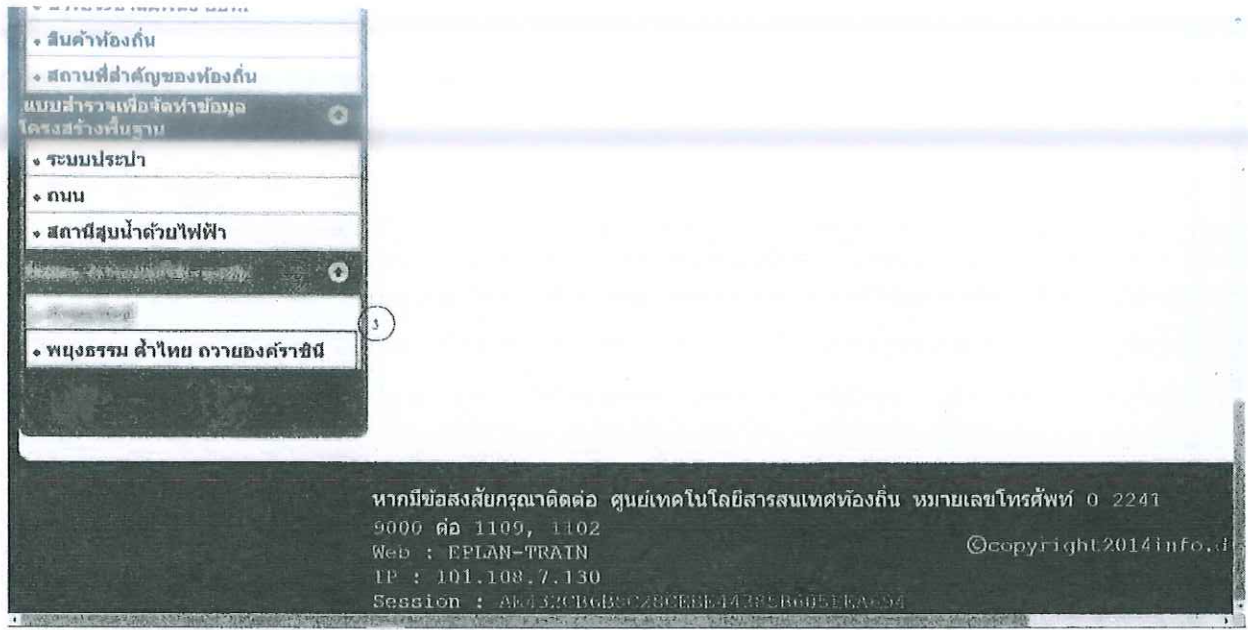 • สินค้าท้องถิ่น
• สถานที่สำคัญของท้องถิ่น
แบบสำรวจเพื่อจัดทำข้อมูล
โครงสร้างพื้นฐาน
• ระบบประปา
• ถนน
• สถานีสูบน้ำด้วยไฟฟ้า
3
• พยุงธรรม ค้ำไทย ถวายองค์ราชินี
หากมีข้อสงสัยกรุณาติดต่อ ศูนย์เทคโนโลยีสารสนเทศท้องถิ่น หมายเลขโทรศัพท์ 0 2241
9000 ต่อ 1109, 1102
Web : EPLAN-TRAIN
©copyright2014info.d
IP : 101.108.7.130
Session :